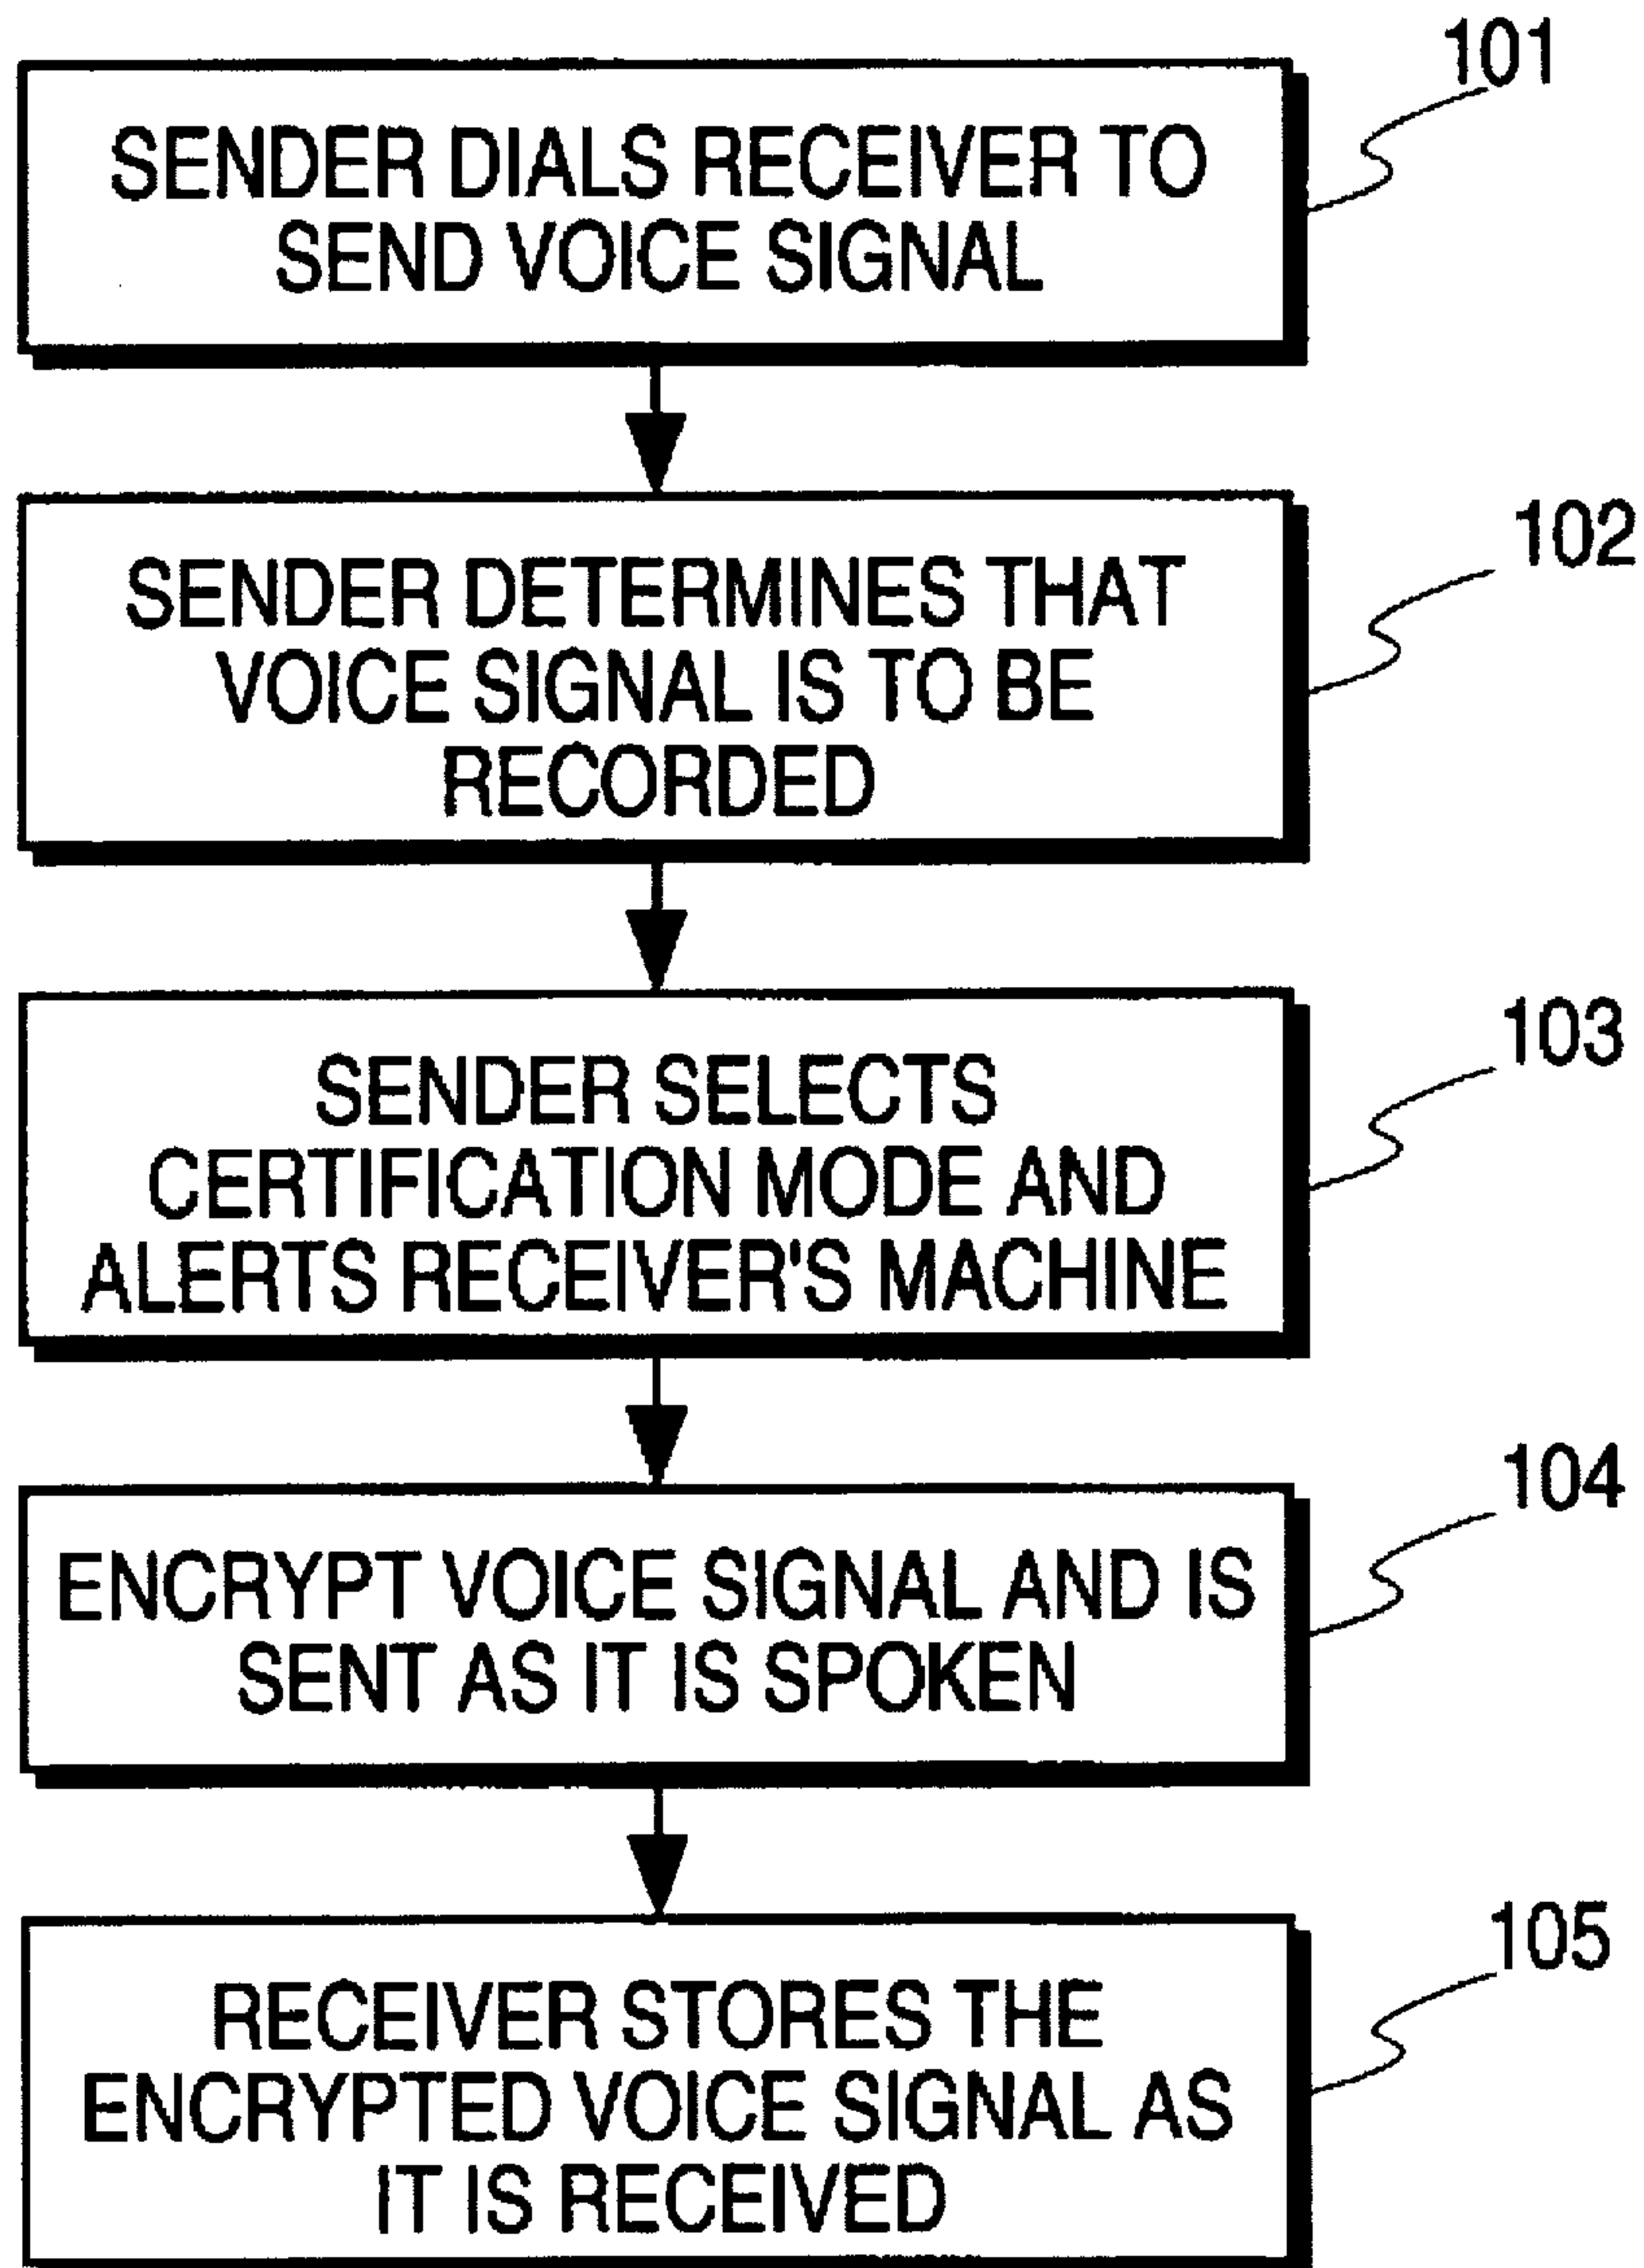 101
SENDER DIALS RECEIVER TO
SEND VOICE SIGNAL
102
SENDER DETERMINES THAT
VOICE SIGNAL IS TO BE
RECORDED
103
SENDER SELECTS
CERTIFICATION MODE AND
ALERTS RECEIVER'S MACHINE
104
ENCRYPT VOICE SIGNAL AND IS
SENT AS IT IS SPOKEN
105
RECEIVER STORES THE
ENCRYPTED VOICE SIGNAL AS
IT IS RECEIVED